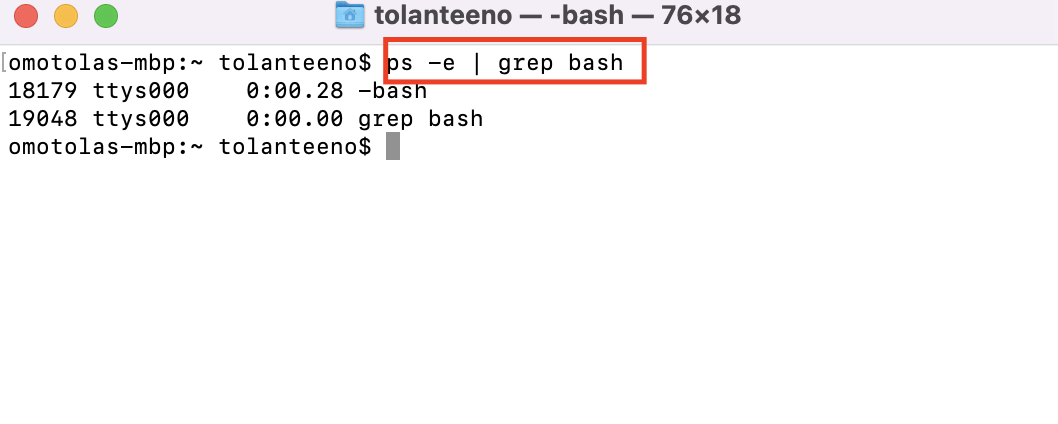 tolanteeno — -bash — 76×18
[omotolas-mbp:~ tolanteeno$ ps -e | grep bash
18179 ttys000    0:00.28 -bash
19048 ttys000    0:00.00 grep bash
omotolas-mbp:~ tolanteeno$